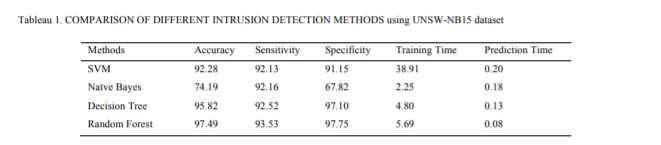 Tableau 1. COMPARISON OF DIFFERENT INTRUSION DETECTION METHODS using UNSW-NB15 dataset
Methods Accuracy Sensitivity Specificity Training Time Prediction Time
SVM 92.28 92.13 91.15 38.91 0.20
Naïve Bayes 74.19 92.16 67.82 2.25 0.18
Decision Tree 95.82 92.52 97.10 4.80 0.13
Random Forest 97.49 93.53 97.75 5.69 0.08